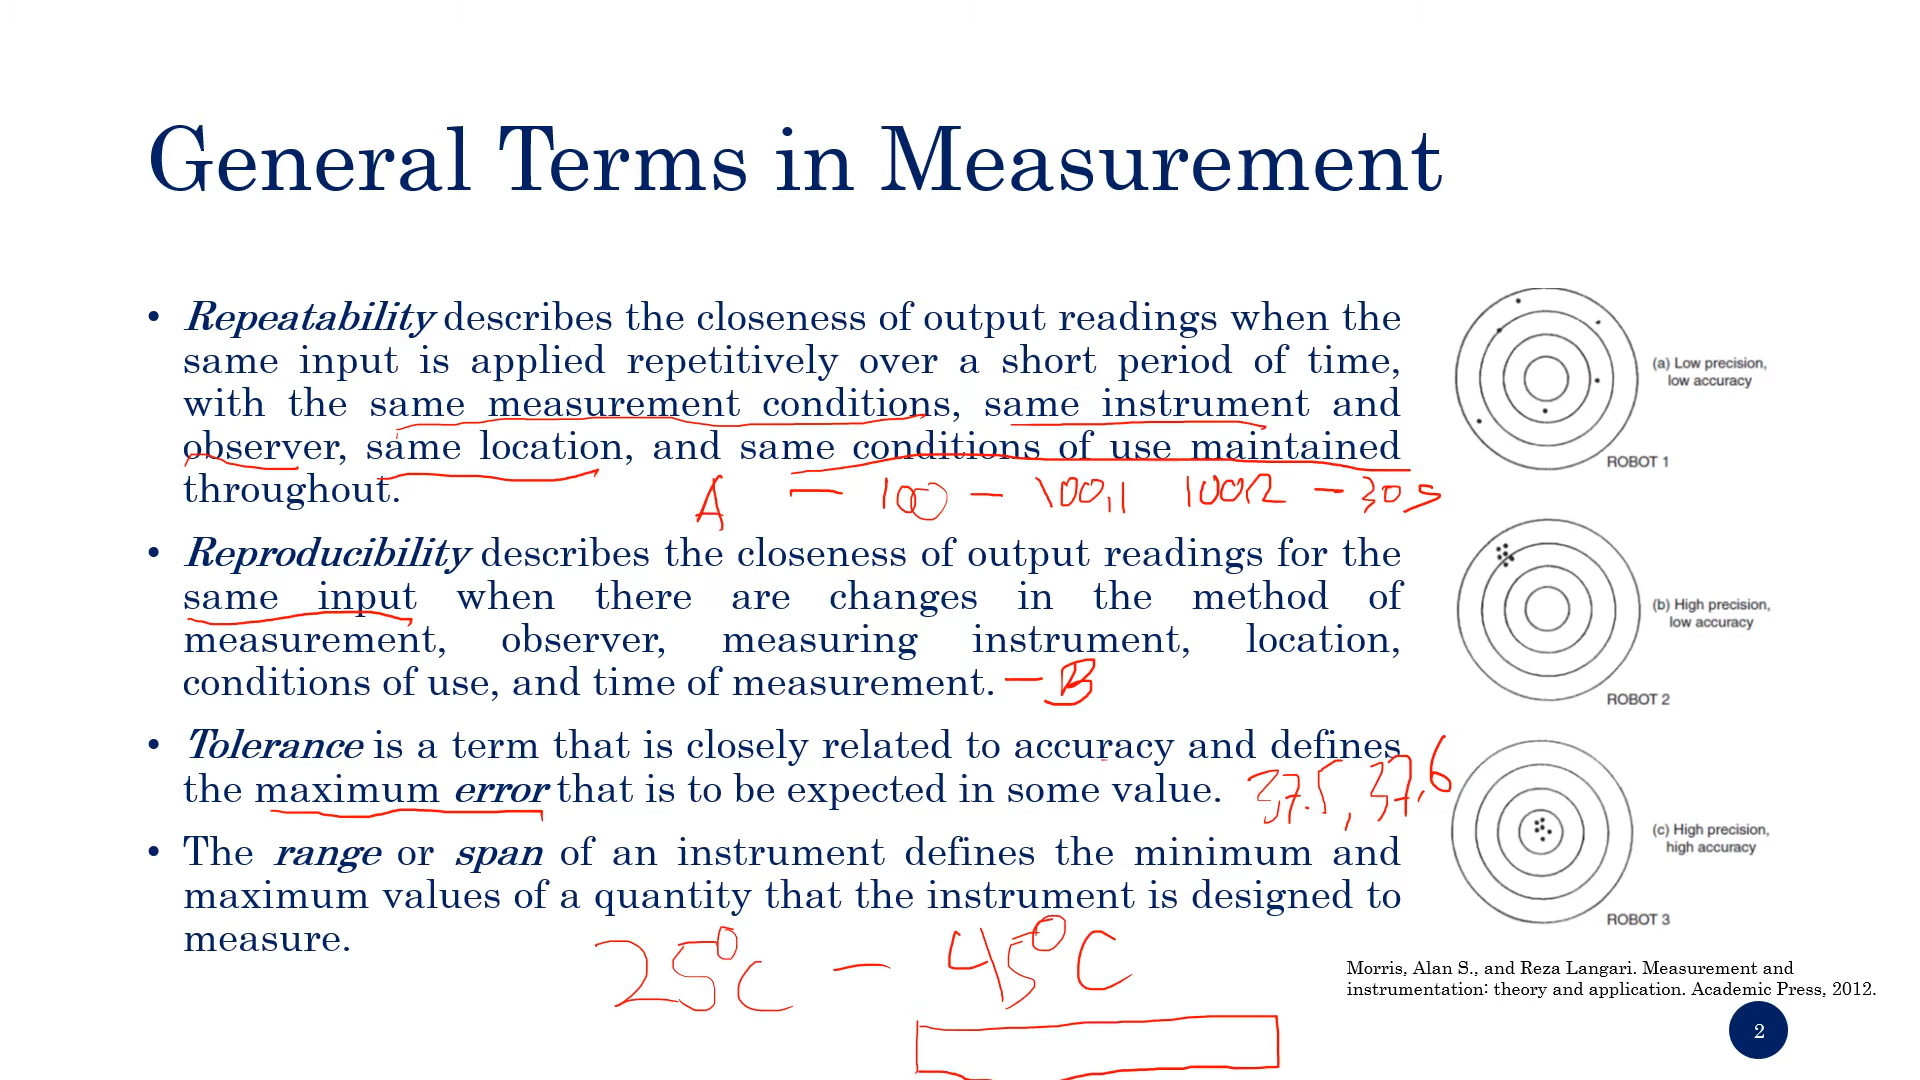 General Terms in Measurement
• Repeatability describes the closeness of output readings when the
same input is applied repetitively over a short period of time,
with the same measurement conditions, same instrument and
observer, same location, and same conditions of use maintained
throughout.
A — 100 — 100,1 100Ω — 30 s
• Reproducibility describes the closeness of output readings for the
same input when there are changes in the method of
measurement, observer, measuring instrument, location,
conditions of use, and time of measurement.
— B
• Tolerance is a term that is closely related to accuracy and defines
the maximum error that is to be expected in some value.
37.5, 37,6
• The range or span of an instrument defines the minimum and
maximum values of a quantity that the instrument is designed to
measure.
25°C — 45°C
(a) Low precision,
low accuracy
ROBOT 1
(b) High precision,
low accuracy
ROBOT 2
(c) High precision,
high accuracy
ROBOT 3
Morris, Alan S., and Reza Langari. Measurement and
instrumentation: theory and application. Academic Press, 2012.
2